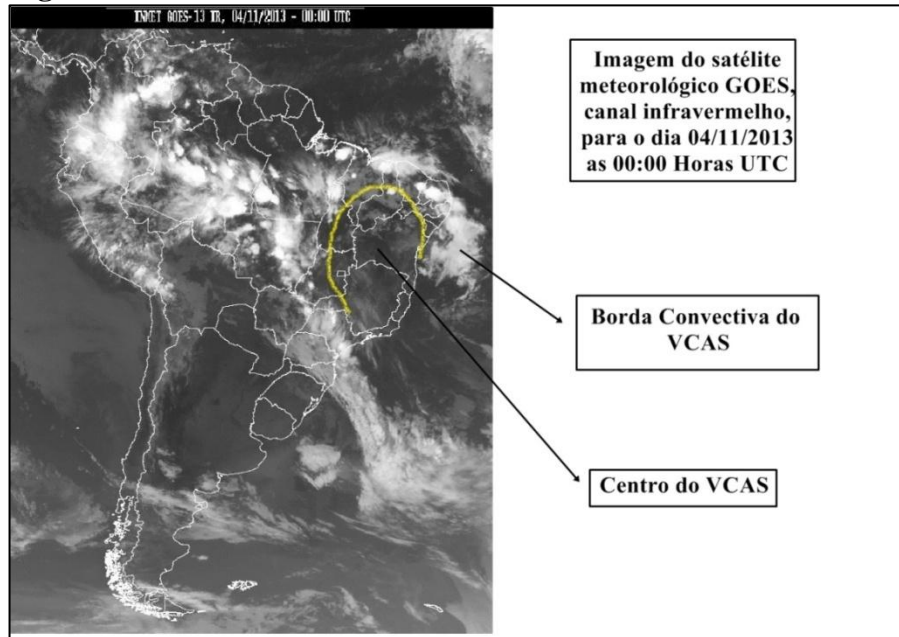 INMET GOES-13 IR, 04/11/2013 - 00:00 UTC
Imagem do satélite
meteorológico GOES,
canal infravermelho,
para o dia 04/11/2013
as 00:00 Horas UTC
Borda Convectiva do
VCAS
Centro do VCAS